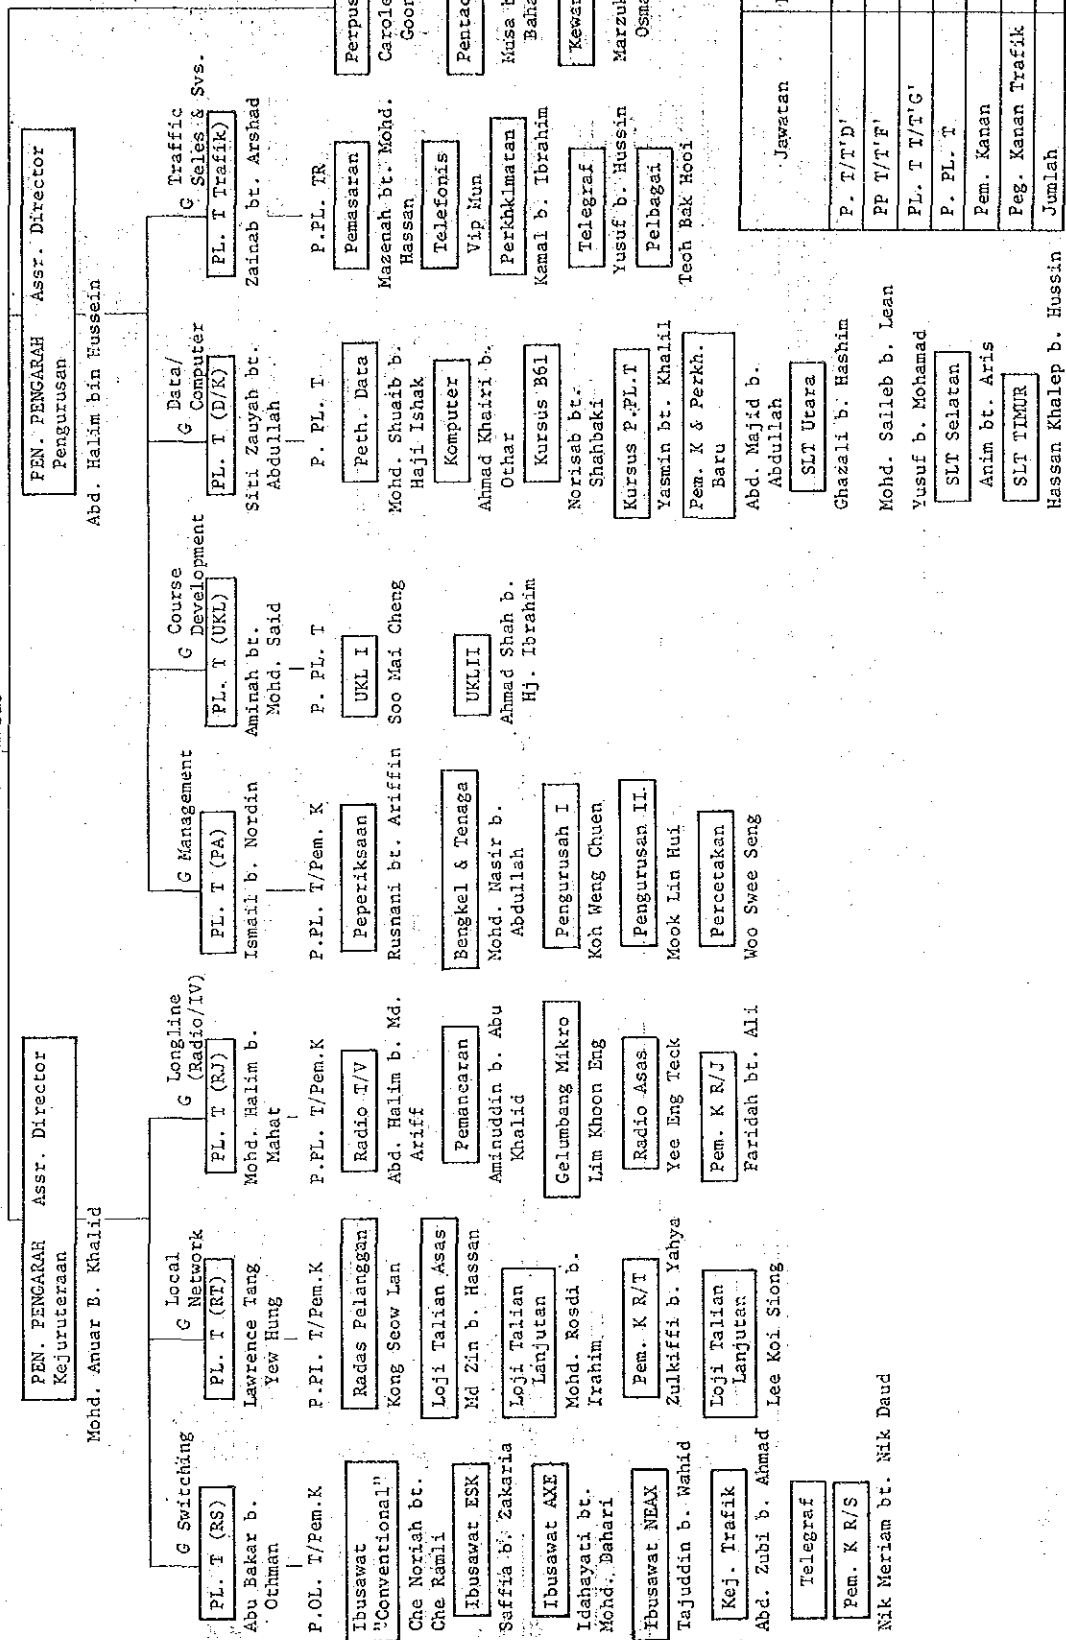 PEN. PENGARAH Assr. Director
Kejuruteraan
Mohd. Anuar B. Khalid
G Switching
PL. T (RS)
Abu Bakar b.
Othman
P.OL. T/Pem.K
Ibusawat
"Conventional"
Che Noriah bt.
Che Ramli
Ibusawat ESK
Saffia b. Zakaria
Ibusawat AXE
Idahayati bt.
Mohd. Dahari
Ibusawat NEAX
Tajuddin b. Wahid
Kej. Trafik
Abd. Zubi b. Ahmad
Telegraf
Pem. K R/S
Nik Meriam bt. Nik Daud
G Local
Network
PL. T (RT)
Lawrence Tang
Yew Hung
P.PI. T/Pem.K
Radas Pelanggan
Kong Seow Lan
Loji Talian Asas
Md Zin b. Hassan
Loji Talian
Lanjutan
Mohd. Rosdi b.
Irahim
Pem. K R/T
Zulkiffi b. Yahya
Loji Talian
Lanjutan
Lee Koi Siong
G Longline
(Radio/IV)
PL. T (RJ)
Mohd. Halim b.
Mahat
P.PL. T/Pem.K
Radio T/V
Abd. Halim b. Md.
Ariff
Pemancaran
Aminuddin b. Abu
Khalid
Gelumbang Mikro
Lim Khoon Eng
Radio Asas
Yee Eng Teck
Pem. K R/J
Faridah bt. Ali
PEN. PENGARAH Assr. Director
Pengurusan
Abd. Halim bin Hussein
G Management
PL. T (PA)
Ismail b. Nordin
P.PL. T/Pem. K
Peperiksaan
Rusnani bt. Ariffin
Bengkel & Tenaga
Mohd. Nasir b.
Abdullah
Pengurusah I
Koh Weng Chuen
Pengurusan II
Mook Lin Hui
Percetakan
Woo Swee Seng
G Course
Development
PL. T (UKL)
Aminah bt.
Mohd. Said
P. PL. T
UKL I
Soo Mai Cheng
UKLII
Ahmad Shah b.
Hj. Ibrahim
G Data/
Computer
PL. T (D/K)
Siti Zauyah bt.
Abdullah
P. PL. T
Peth. Data
Mohd. Shuaib b.
Haji Ishak
Komputer
Ahmad Khairi b.
Othar
Kursus B61
Norisab bt.
Shahbaki
Kursus P.PL.T
Yasmin bt. Khalil
Pem. K & Perkh.
Baru
Abd. Majid b.
Abdullah
SLT Utara
Ghazali b. Hashim
Mohd. Salleb b. Lean
Yusuf b. Mohamad
SLT Selatan
Anim bt. Aris
SLT TIMUR
Hassan Khalep b. Hussin
Traffic
G Seles & Svs.
PL. T Trafik)
Zainab bt. Arshad
P.PL. TR
Pemasaran
Mazenah bt. Mohd.
Hassan
Telefonis
Vip Mun
Perkhklmatan
Kamal b. Ibrahim
Telegraf
Yusuf b. Hussin
Pelbagai
Teoh Bak Hooi
Perpus
Carole
Goon
Pentad
Musa b
Baha
Kewan
Marzuk
Osma
Jawatan
P. T/T'D'
PP T/T'F'
PL. T T/T'G'
P. PL. T
Pem. Kanan
Peg. Kanan Trafik
Jumlah